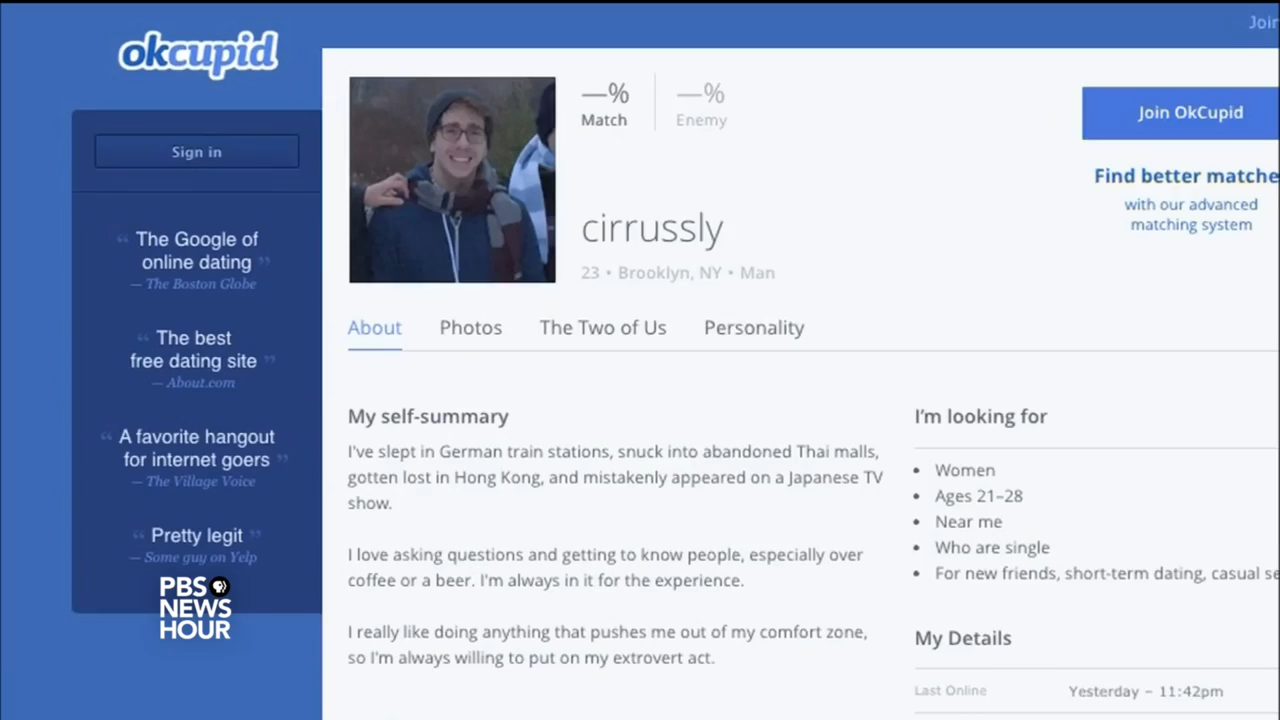 okcupid
Join
Sign in
“ The Google of
online dating ”
— The Boston Globe
“ The best
free dating site ”
— About.com
“ A favorite hangout
for internet goers ”
— The Village Voice
“ Pretty legit ”
— Some guy on Yelp
PBS
NEWS
HOUR
—% —%
Match Enemy
cirrussly
23 • Brooklyn, NY • Man
Join OkCupid
Find better matche
with our advanced
matching system
About Photos The Two of Us Personality
My self-summary
I've slept in German train stations, snuck into abandoned Thai malls,
gotten lost in Hong Kong, and mistakenly appeared on a Japanese TV
show.
I love asking questions and getting to know people, especially over
coffee or a beer. I'm always in it for the experience.
I really like doing anything that pushes me out of my comfort zone,
so I'm always willing to put on my extrovert act.
I'm looking for
• Women
• Ages 21–28
• Near me
• Who are single
• For new friends, short-term dating, casual se
My Details
Last Online Yesterday – 11:42pm